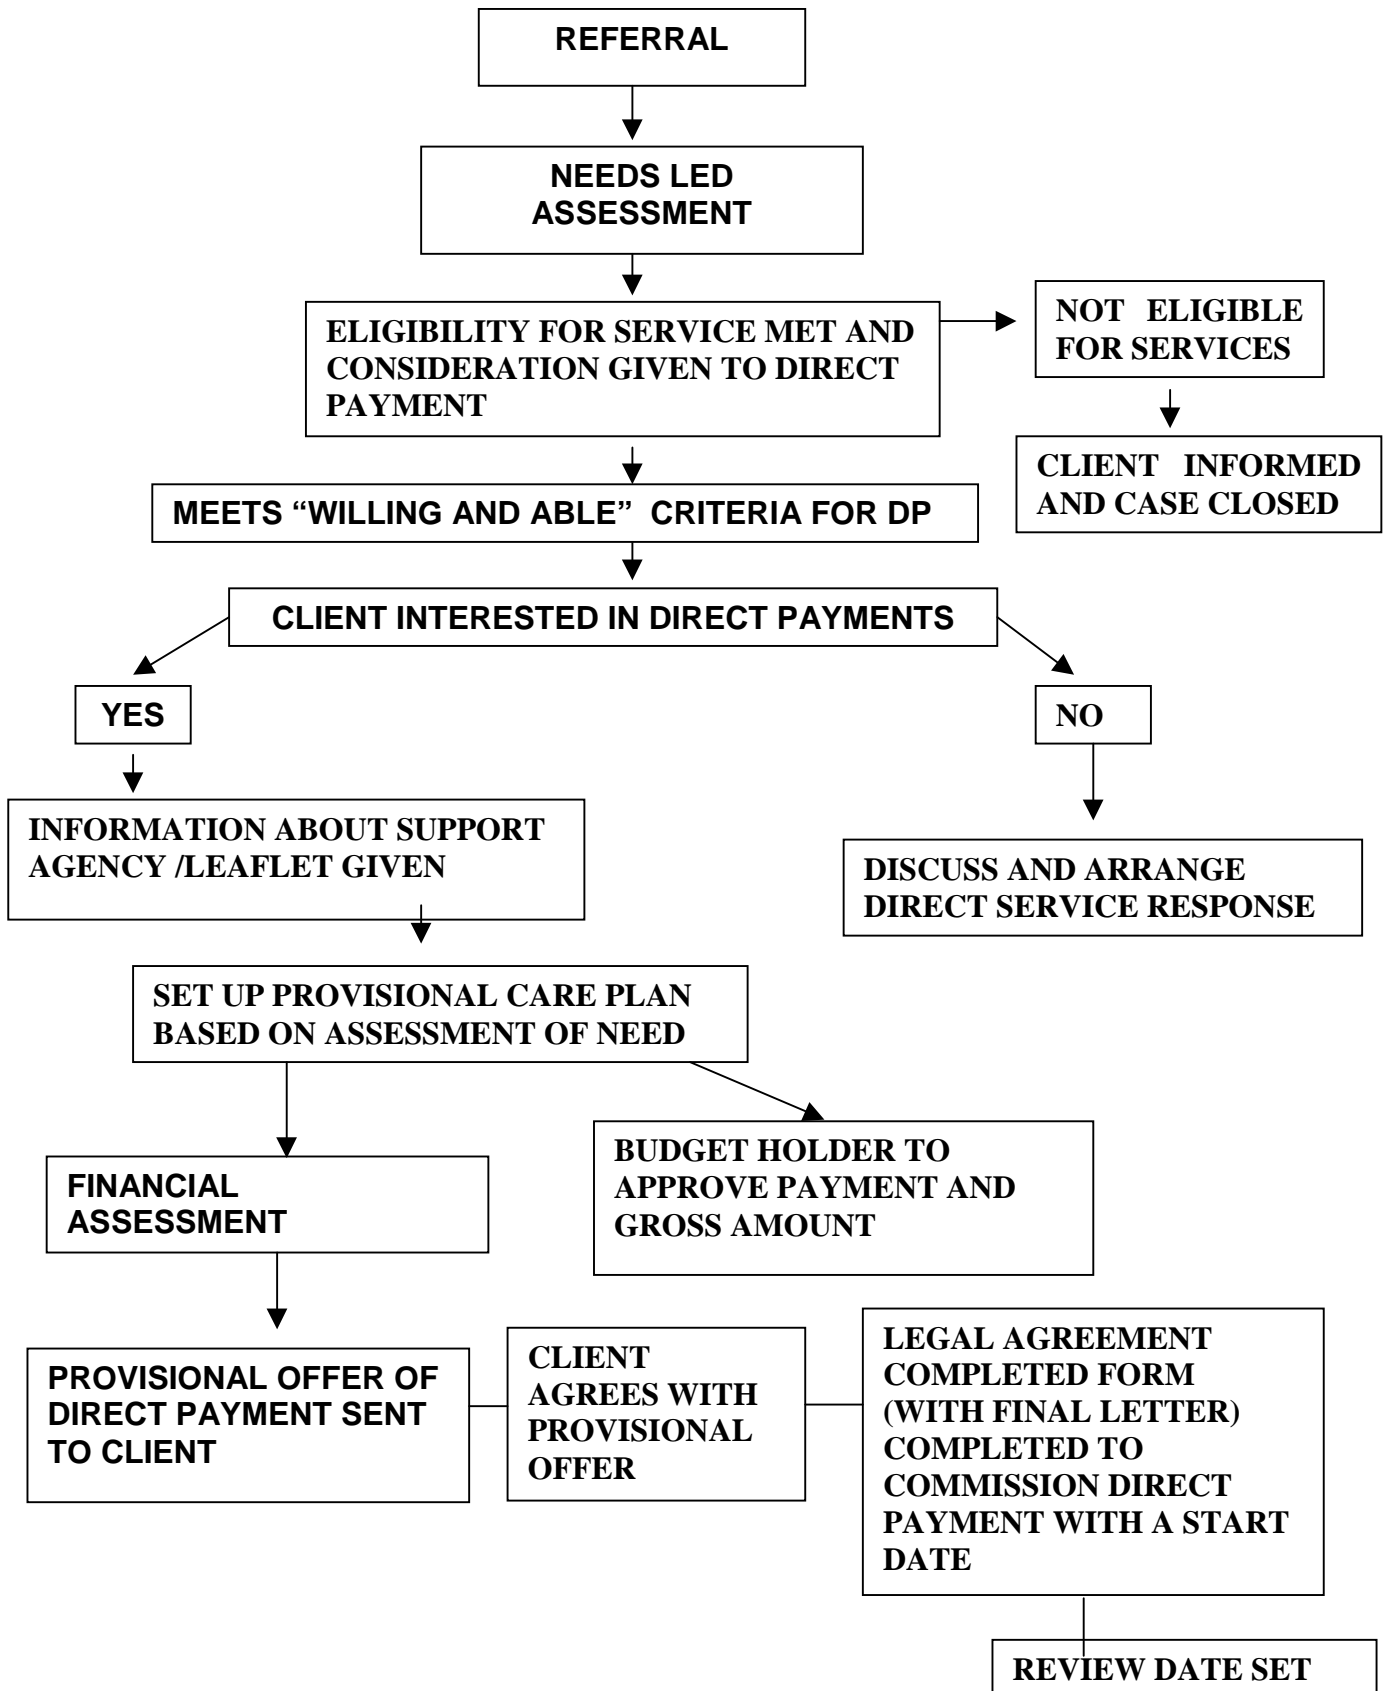 REFERRAL
NEEDS LED
ASSESSMENT
ELIGIBILITY FOR SERVICE MET AND
CONSIDERATION GIVEN TO DIRECT
PAYMENT
NOT ELIGIBLE
FOR SERVICES
CLIENT INFORMED
AND CASE CLOSED
MEETS “WILLING AND ABLE” CRITERIA FOR DP
CLIENT INTERESTED IN DIRECT PAYMENTS
YES
NO
INFORMATION ABOUT SUPPORT
AGENCY /LEAFLET GIVEN
DISCUSS AND ARRANGE
DIRECT SERVICE RESPONSE
SET UP PROVISIONAL CARE PLAN
BASED ON ASSESSMENT OF NEED
FINANCIAL
ASSESSMENT
BUDGET HOLDER TO
APPROVE PAYMENT AND
GROSS AMOUNT
PROVISIONAL OFFER OF
DIRECT PAYMENT SENT
TO CLIENT
CLIENT
AGREES WITH
PROVISIONAL
OFFER
LEGAL AGREEMENT
COMPLETED FORM
(WITH FINAL LETTER)
COMPLETED TO
COMMISSION DIRECT
PAYMENT WITH A START
DATE
REVIEW DATE SET